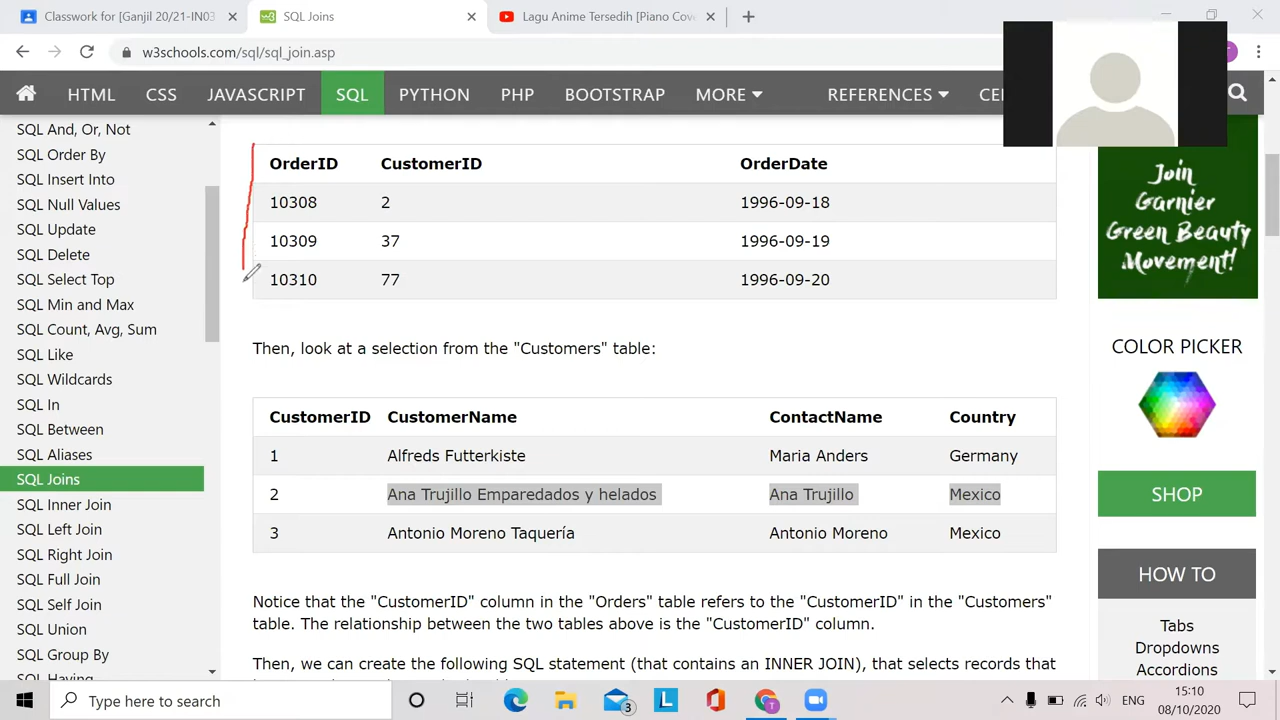 Classwork for [Ganjil 20/21-IN03
SQL Joins
Lagu Anime Tersedih [Piano Cov
w3schools.com/sql/sql_join.asp
HTML CSS JAVASCRIPT SQL PYTHON PHP BOOTSTRAP MORE REFERENCES
SQL And, Or, Not
SQL Order By
SQL Insert Into
SQL Null Values
SQL Update
SQL Delete
SQL Select Top
SQL Min and Max
SQL Count, Avg, Sum
SQL Like
SQL Wildcards
SQL In
SQL Between
SQL Aliases
SQL Joins
SQL Inner Join
SQL Left Join
SQL Right Join
SQL Full Join
SQL Self Join
SQL Union
SQL Group By
SQL Having
OrderID CustomerID OrderDate
10308 2 1996-09-18
10309 37 1996-09-19
10310 77 1996-09-20
Then, look at a selection from the "Customers" table:
CustomerID CustomerName ContactName Country
1 Alfreds Futterkiste Maria Anders Germany
2 Ana Trujillo Emparedados y helados Ana Trujillo Mexico
3 Antonio Moreno Taquería Antonio Moreno Mexico
Notice that the "CustomerID" column in the "Orders" table refers to the "CustomerID" in the "Customers"
table. The relationship between the two tables above is the "CustomerID" column.
Then, we can create the following SQL statement (that contains an INNER JOIN), that selects records that
Join
Garnier
Green Beauty
Movement!
COLOR PICKER
SHOP
HOW TO
Tabs
Dropdowns
Accordions
Type here to search
3
L
T
ENG
15:10
08/10/2020